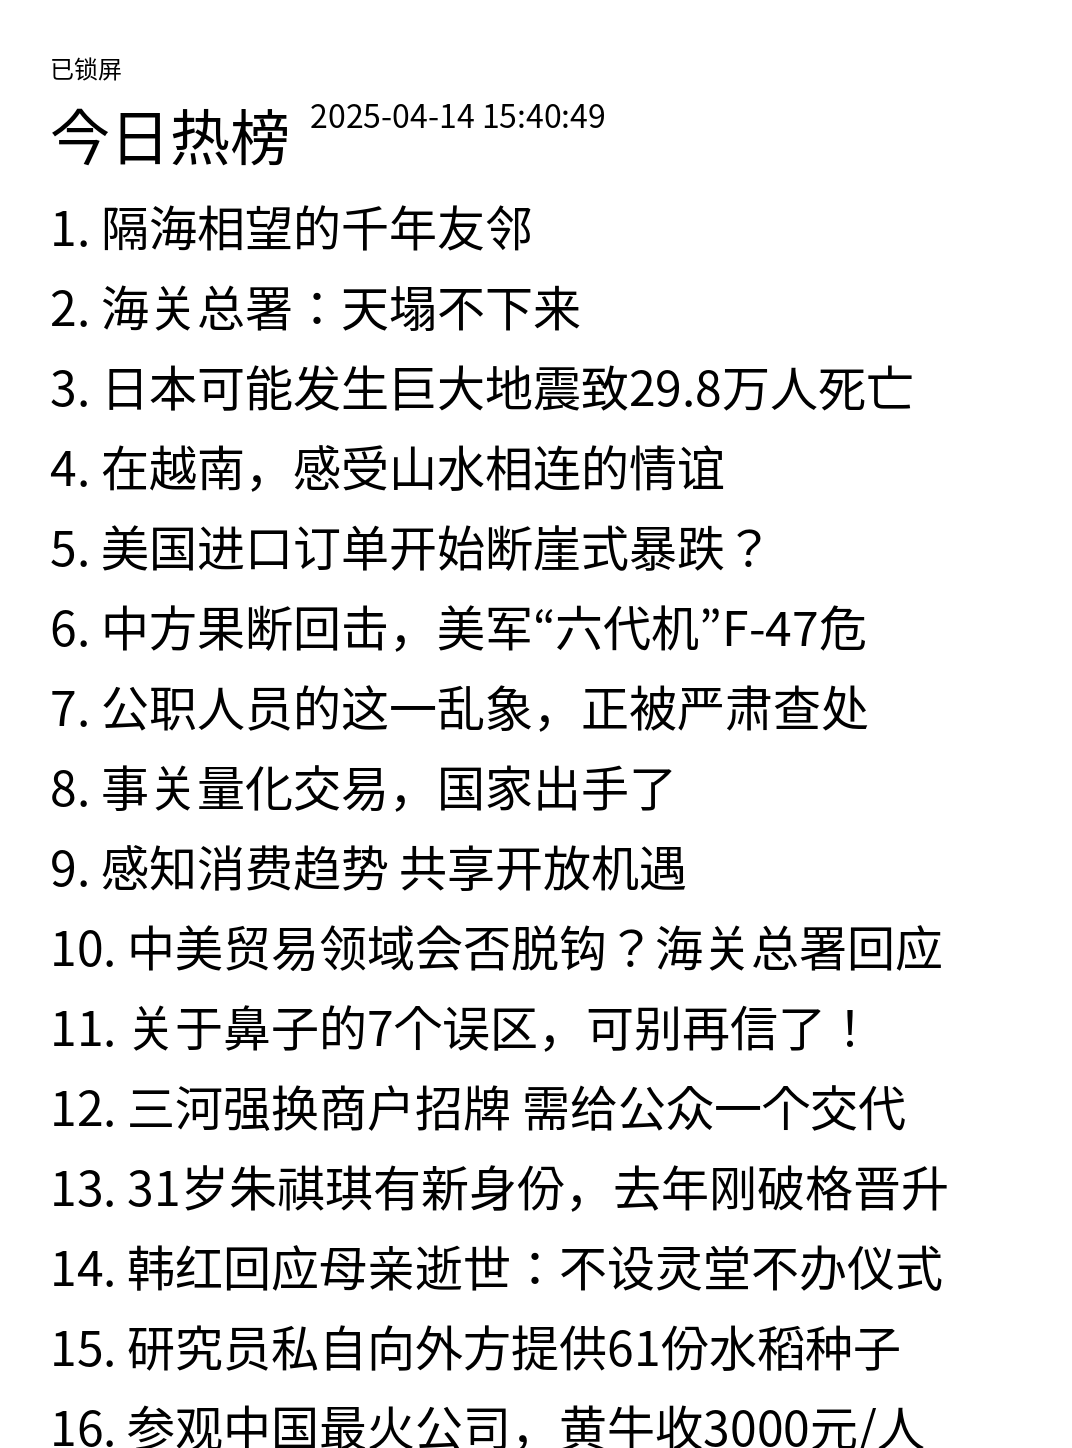 已锁屏
今日热榜 2025-04-14 15:40:49
1. 隔海相望的千年友邻
2. 海关总署：天塌不下来
3. 日本可能发生巨大地震致29.8万人死亡
4. 在越南，感受山水相连的情谊
5. 美国进口订单开始断崖式暴跌？
6. 中方果断回击，美军“六代机”F-47危
7. 公职人员的这一乱象，正被严肃查处
8. 事关量化交易，国家出手了
9. 感知消费趋势 共享开放机遇
10. 中美贸易领域会否脱钩？海关总署回应
11. 关于鼻子的7个误区，可别再信了！
12. 三河强换商户招牌 需给公众一个交代
13. 31岁朱祺琪有新身份，去年刚破格晋升
14. 韩红回应母亲逝世：不设灵堂不办仪式
15. 研究员私自向外方提供61份水稻种子
16. 参观中国最火公司，黄牛收3000元/人